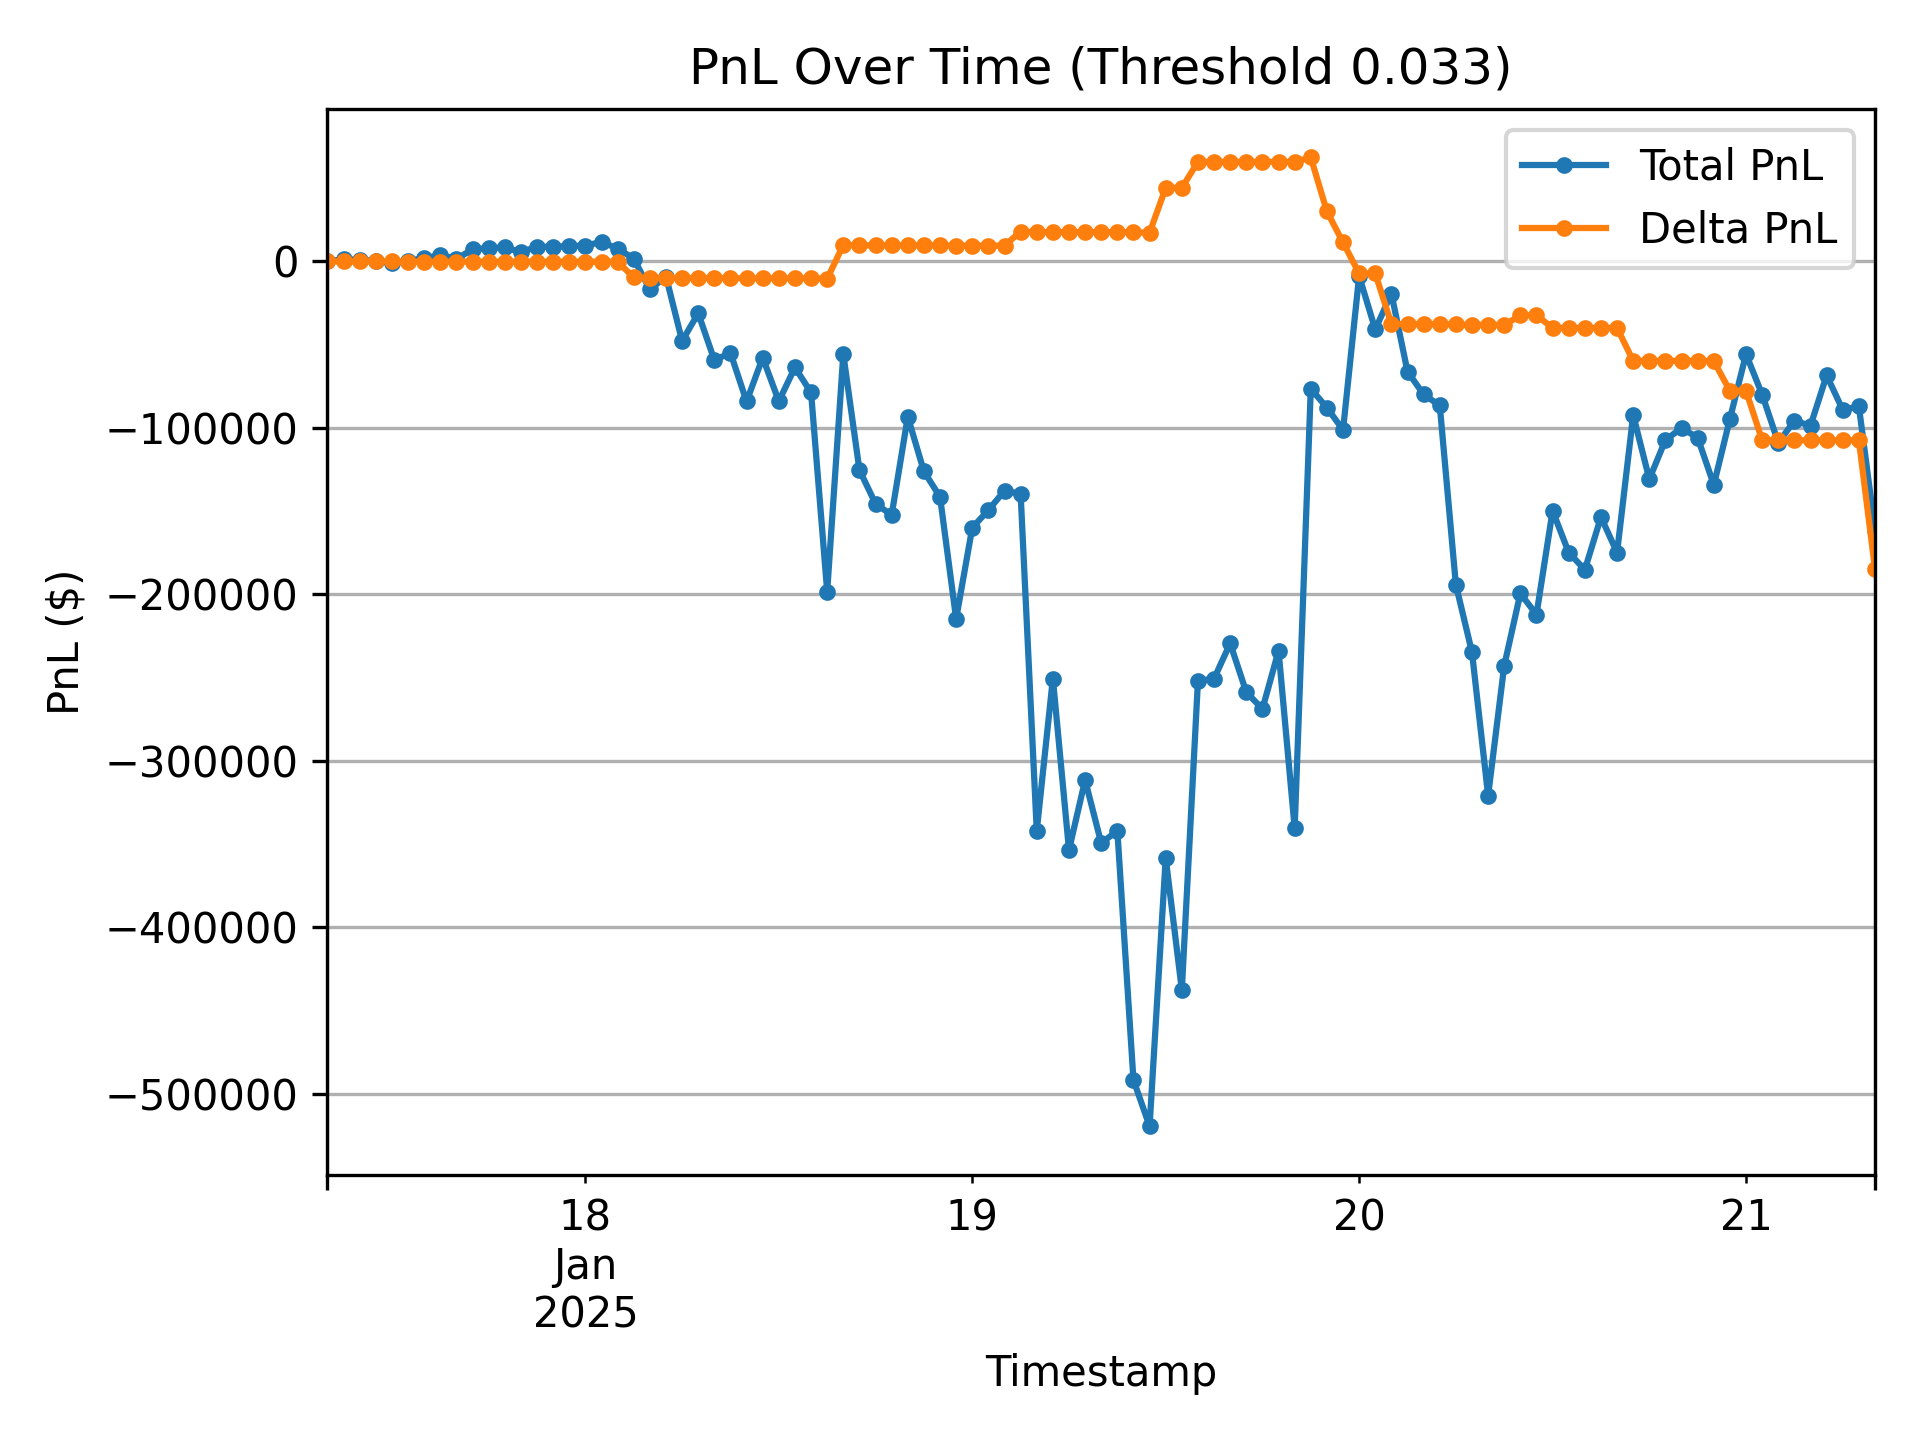 PnL Over Time (Threshold 0.033)
Total PnL
Delta PnL
PnL ($)
0
−100000
−200000
−300000
−400000
−500000
18
19
20
21
Jan
2025
Timestamp